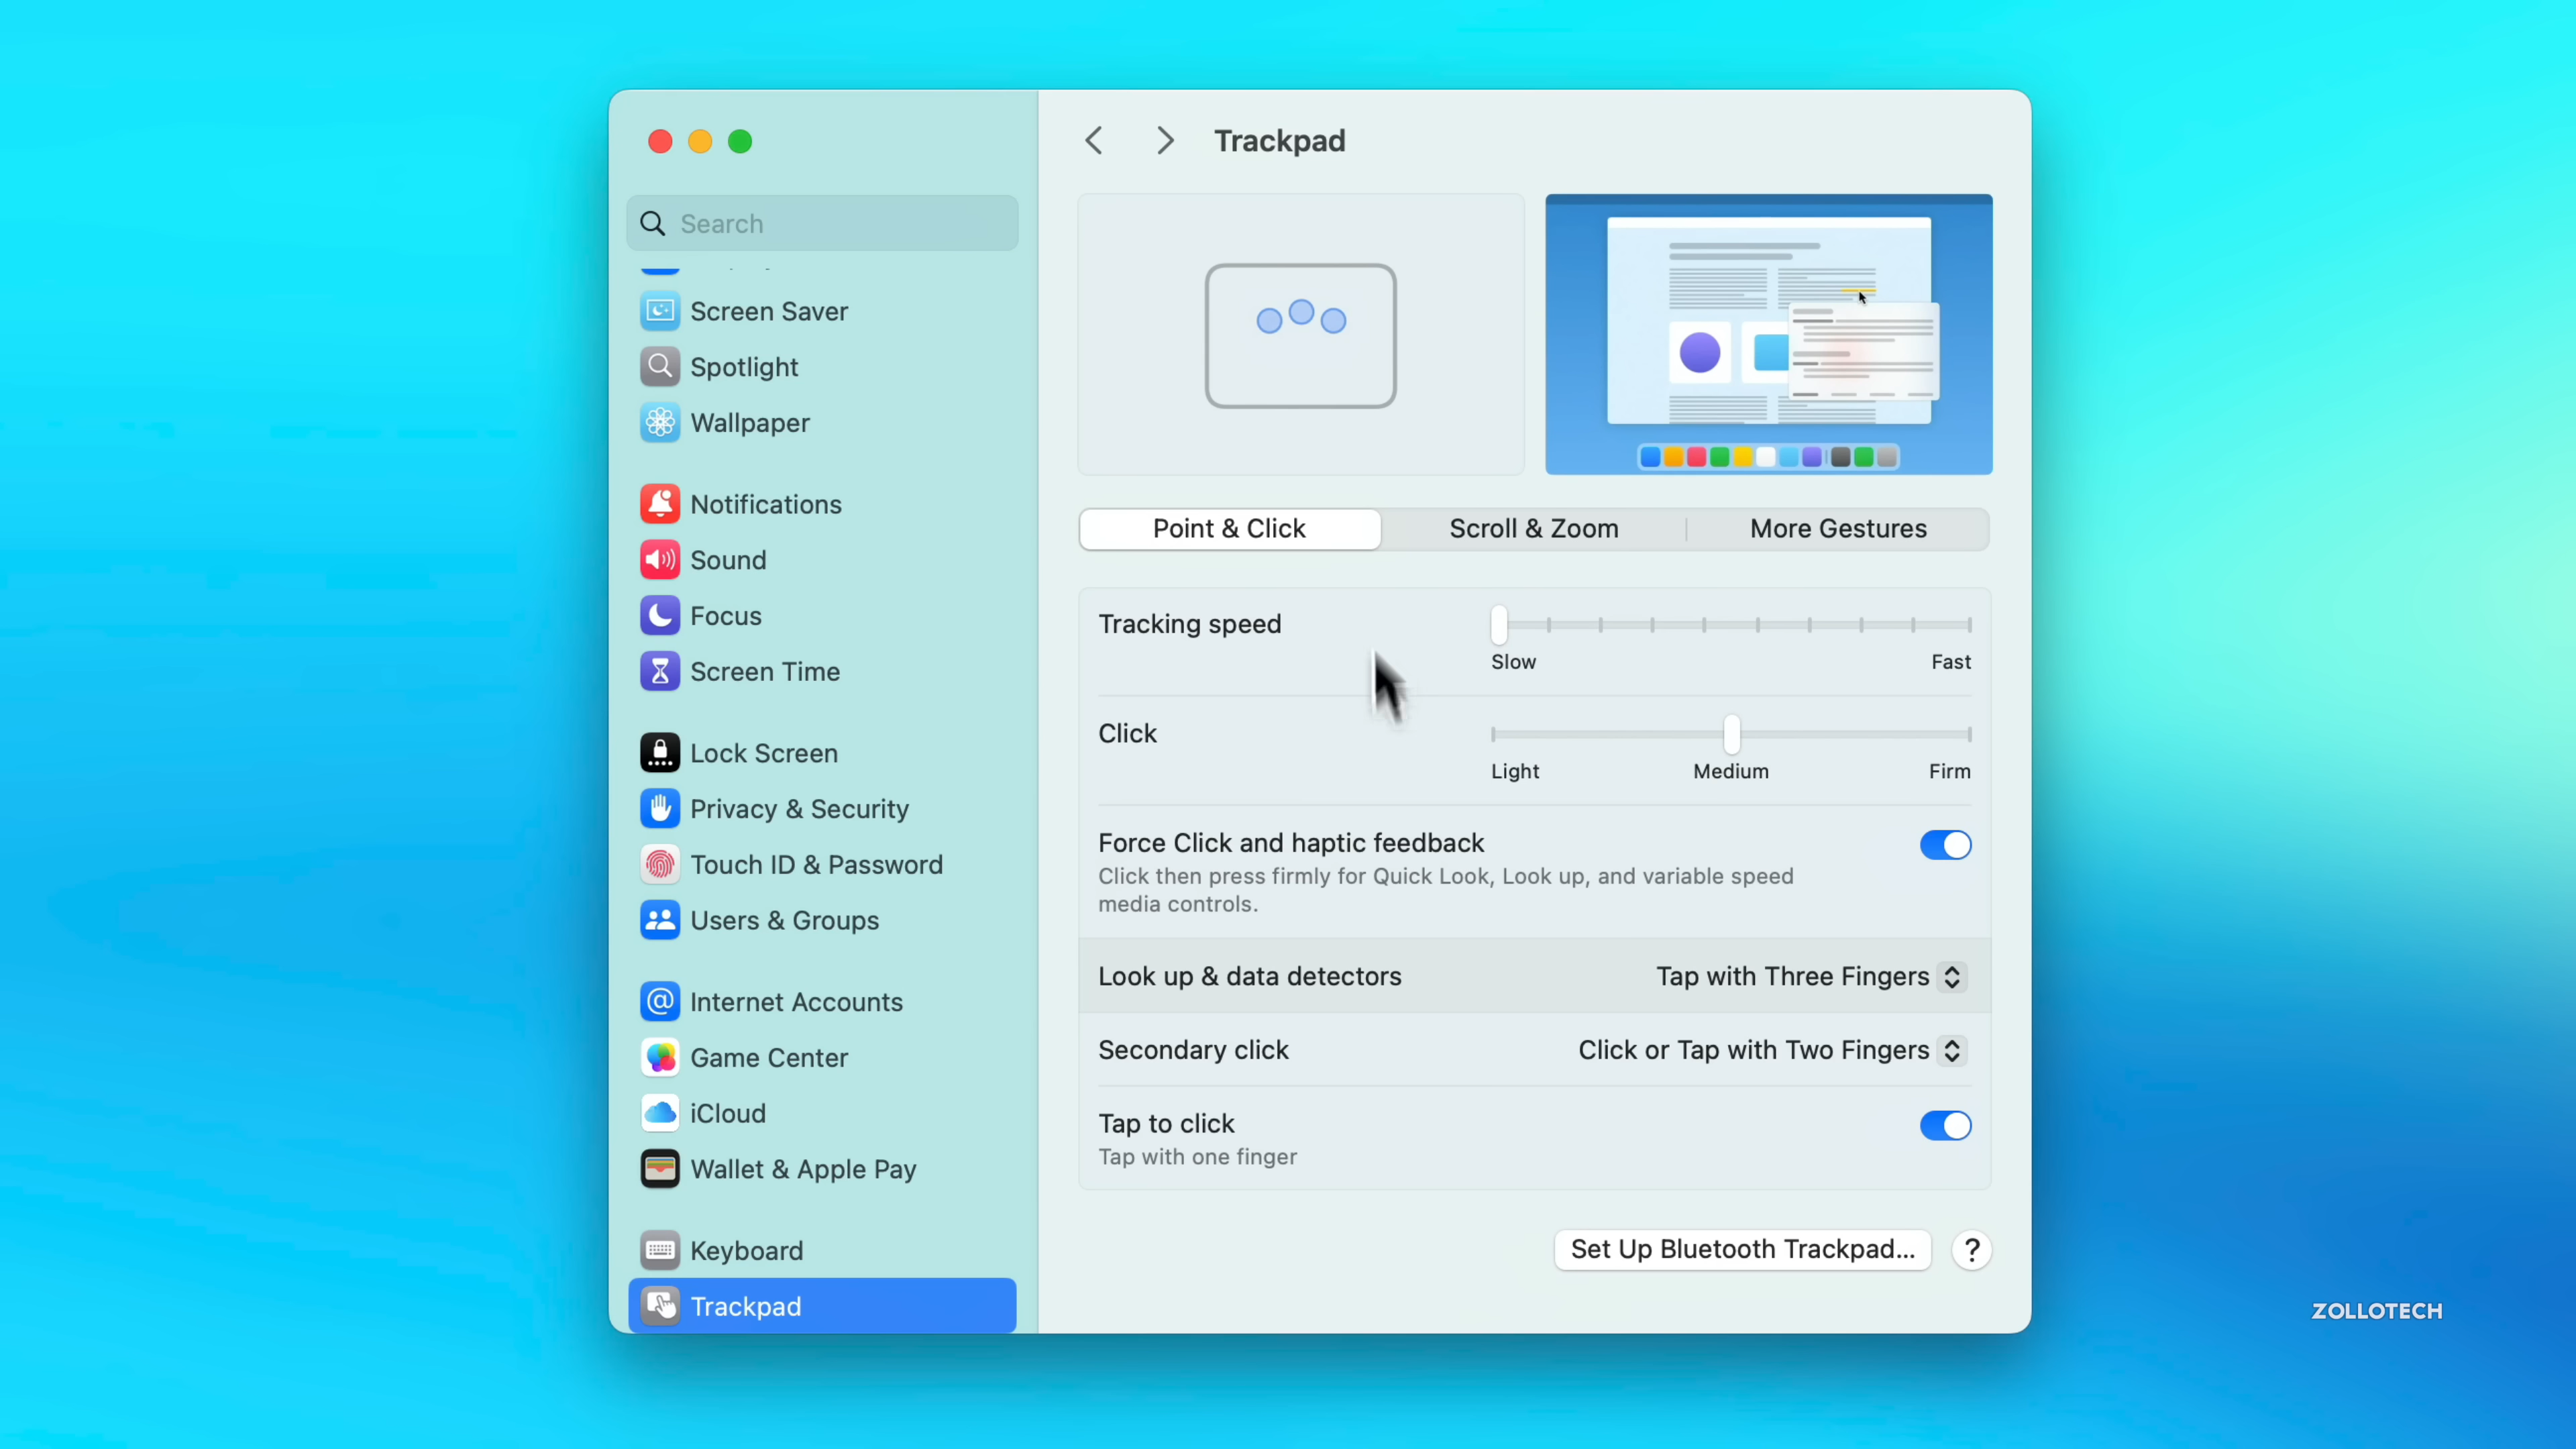 Search
Screen Saver
Spotlight
Wallpaper
Notifications
Sound
Focus
Screen Time
Lock Screen
Privacy & Security
Touch ID & Password
Users & Groups
Internet Accounts
Game Center
iCloud
Wallet & Apple Pay
Keyboard
Trackpad
Trackpad
Point & Click
Scroll & Zoom
More Gestures
Tracking speed
Slow
Fast
Click
Light
Medium
Firm
Force Click and haptic feedback
Click then press firmly for Quick Look, Look up, and variable speed
media controls.
Look up & data detectors
Tap with Three Fingers
Secondary click
Click or Tap with Two Fingers
Tap to click
Tap with one finger
Set Up Bluetooth Trackpad...
?
ZOLLOTECH